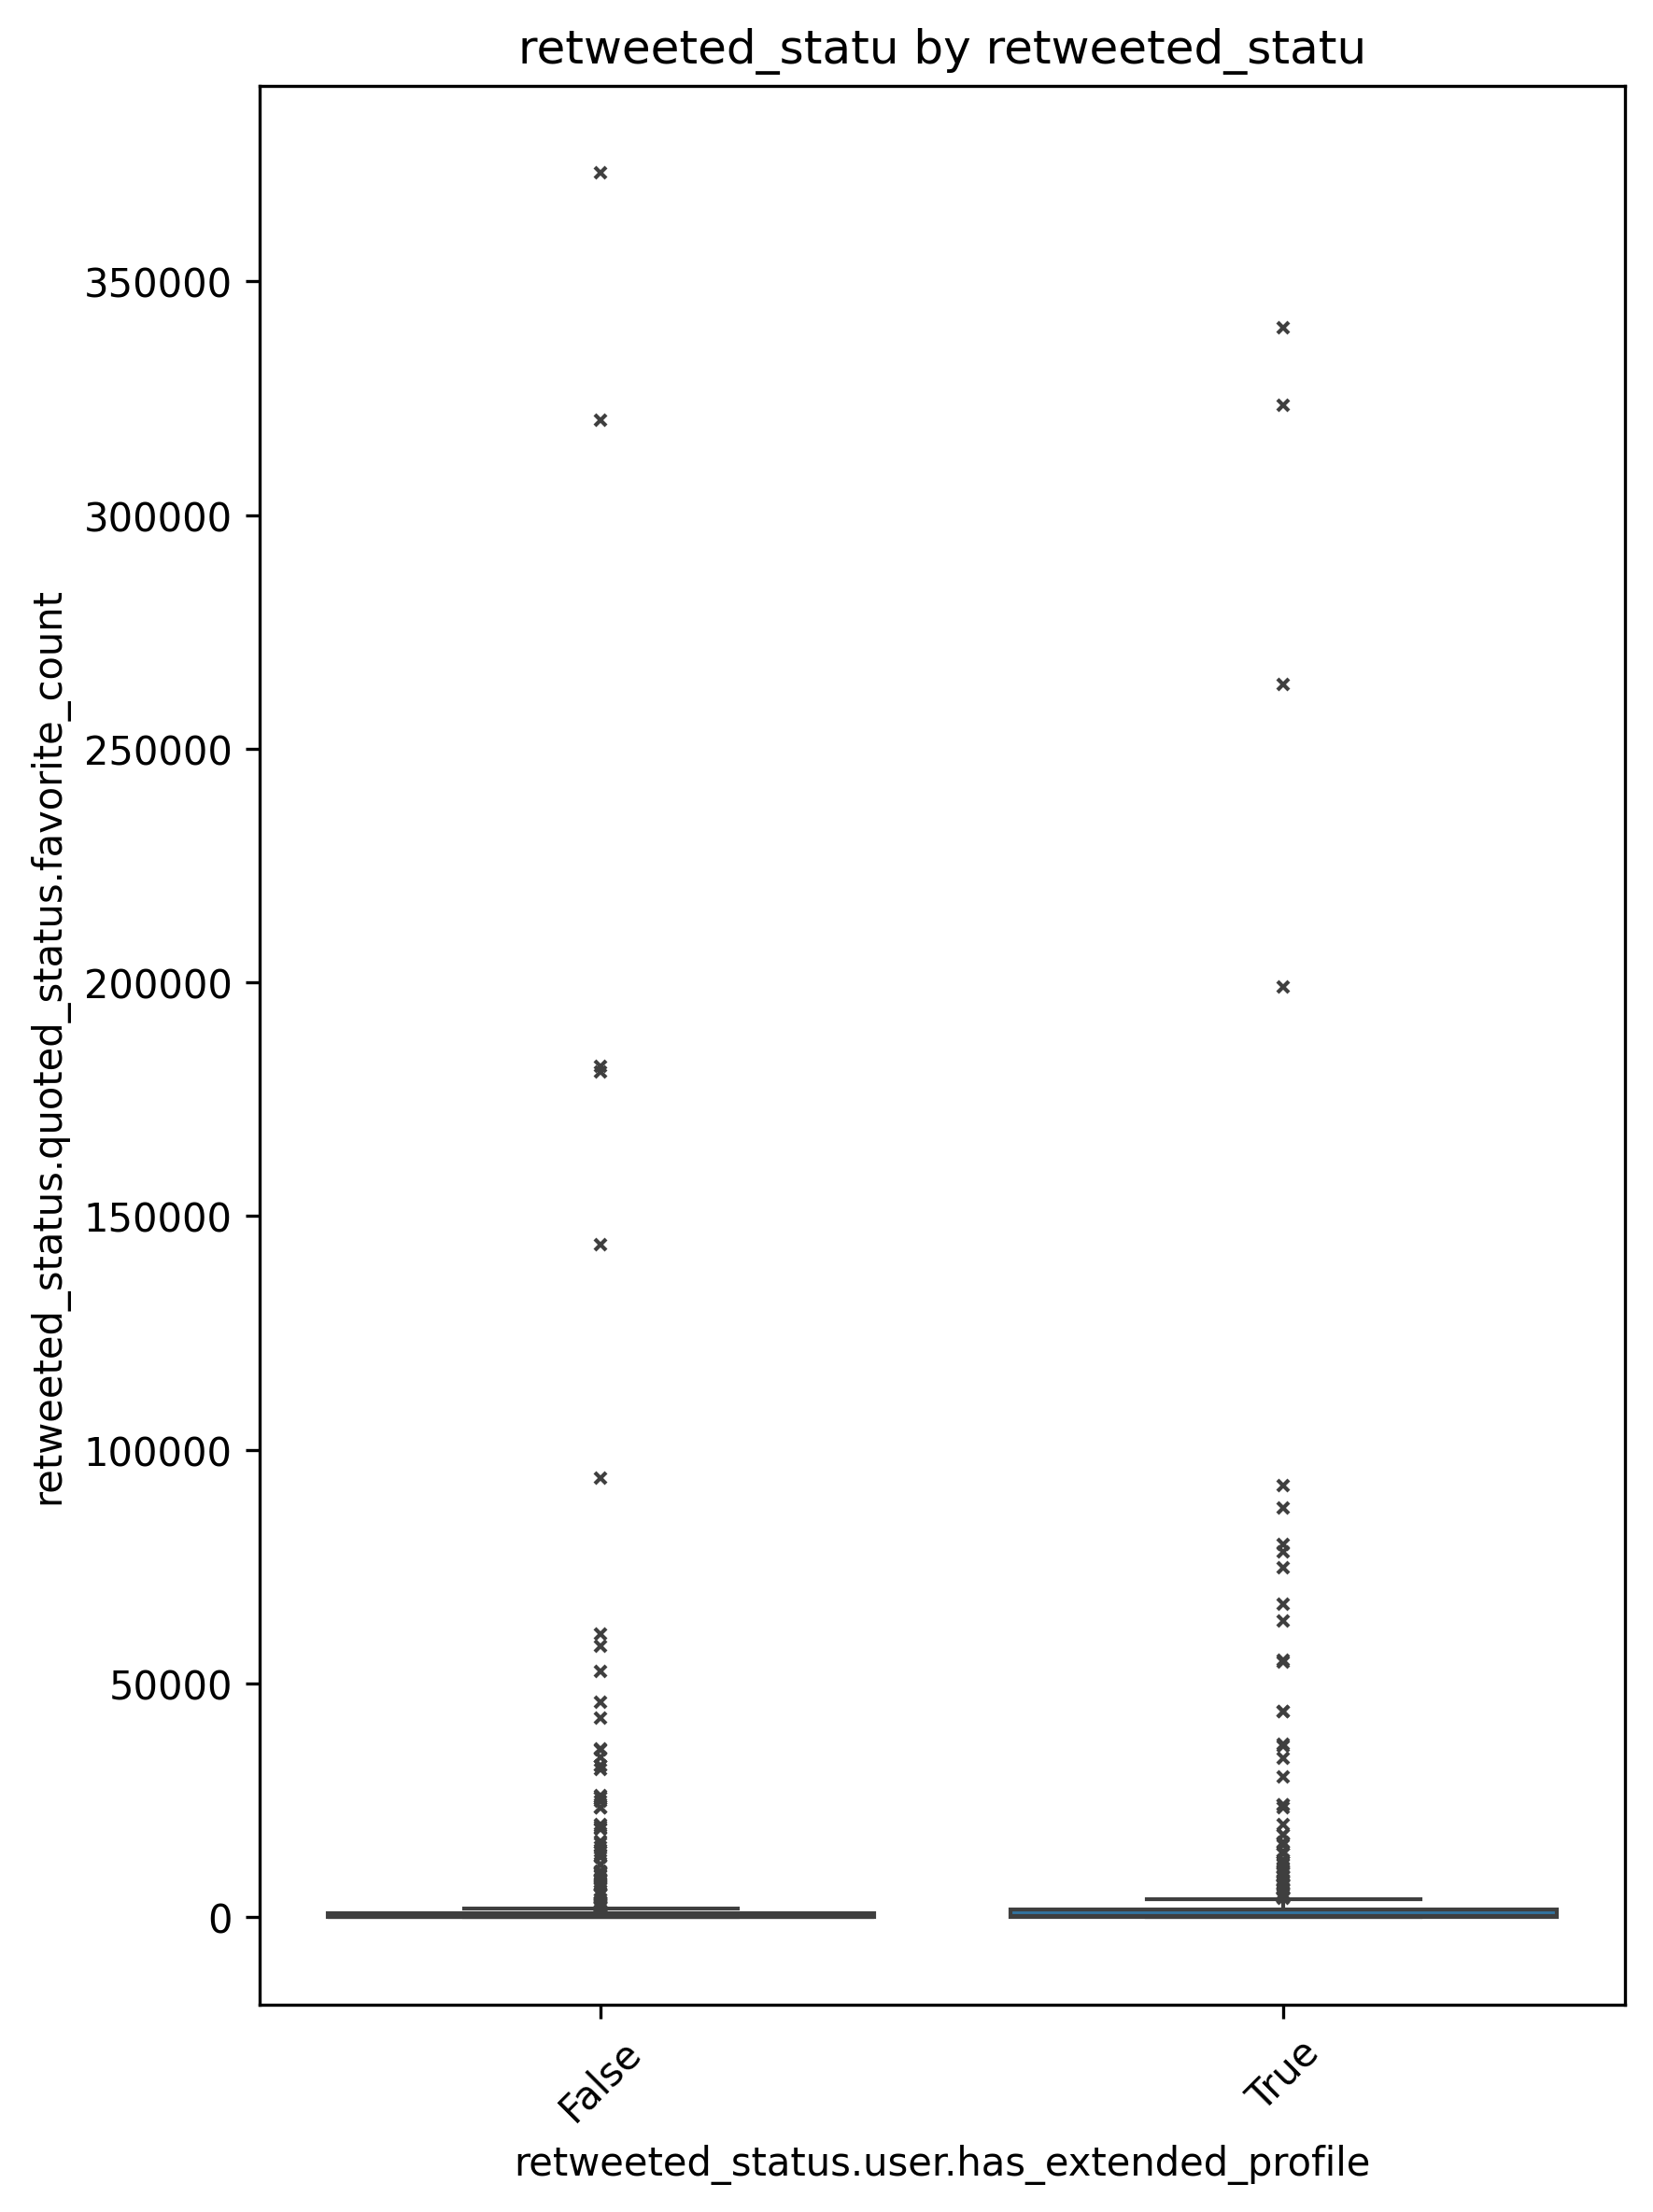 retweeted_statu by retweeted_statu
retweeted_status.quoted_status.favorite_count
350000
300000
250000
200000
150000
100000
50000
0
False
True
retweeted_status.user.has_extended_profile